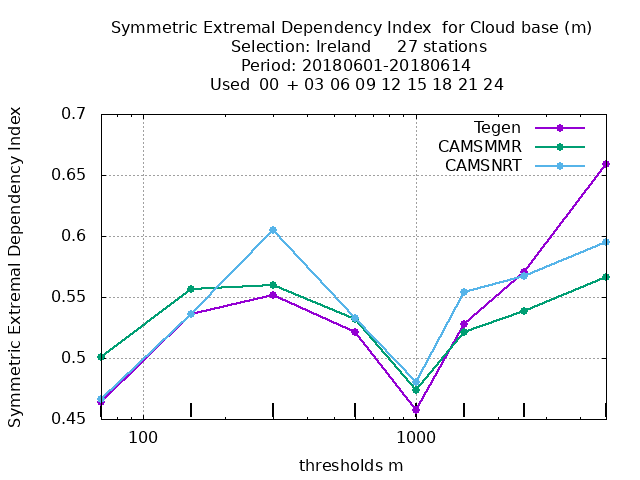 Symmetric Extremal Dependency Index  for Cloud base (m)
Selection: Ireland     27 stations
Period: 20180601-20180614
Used  00  + 03 06 09 12 15 18 21 24
Symmetric Extremal Dependency Index
0.7
0.65
0.6
0.55
0.5
0.45
Tegen
CAMSMMR
CAMSNRT
100
1000
thresholds m